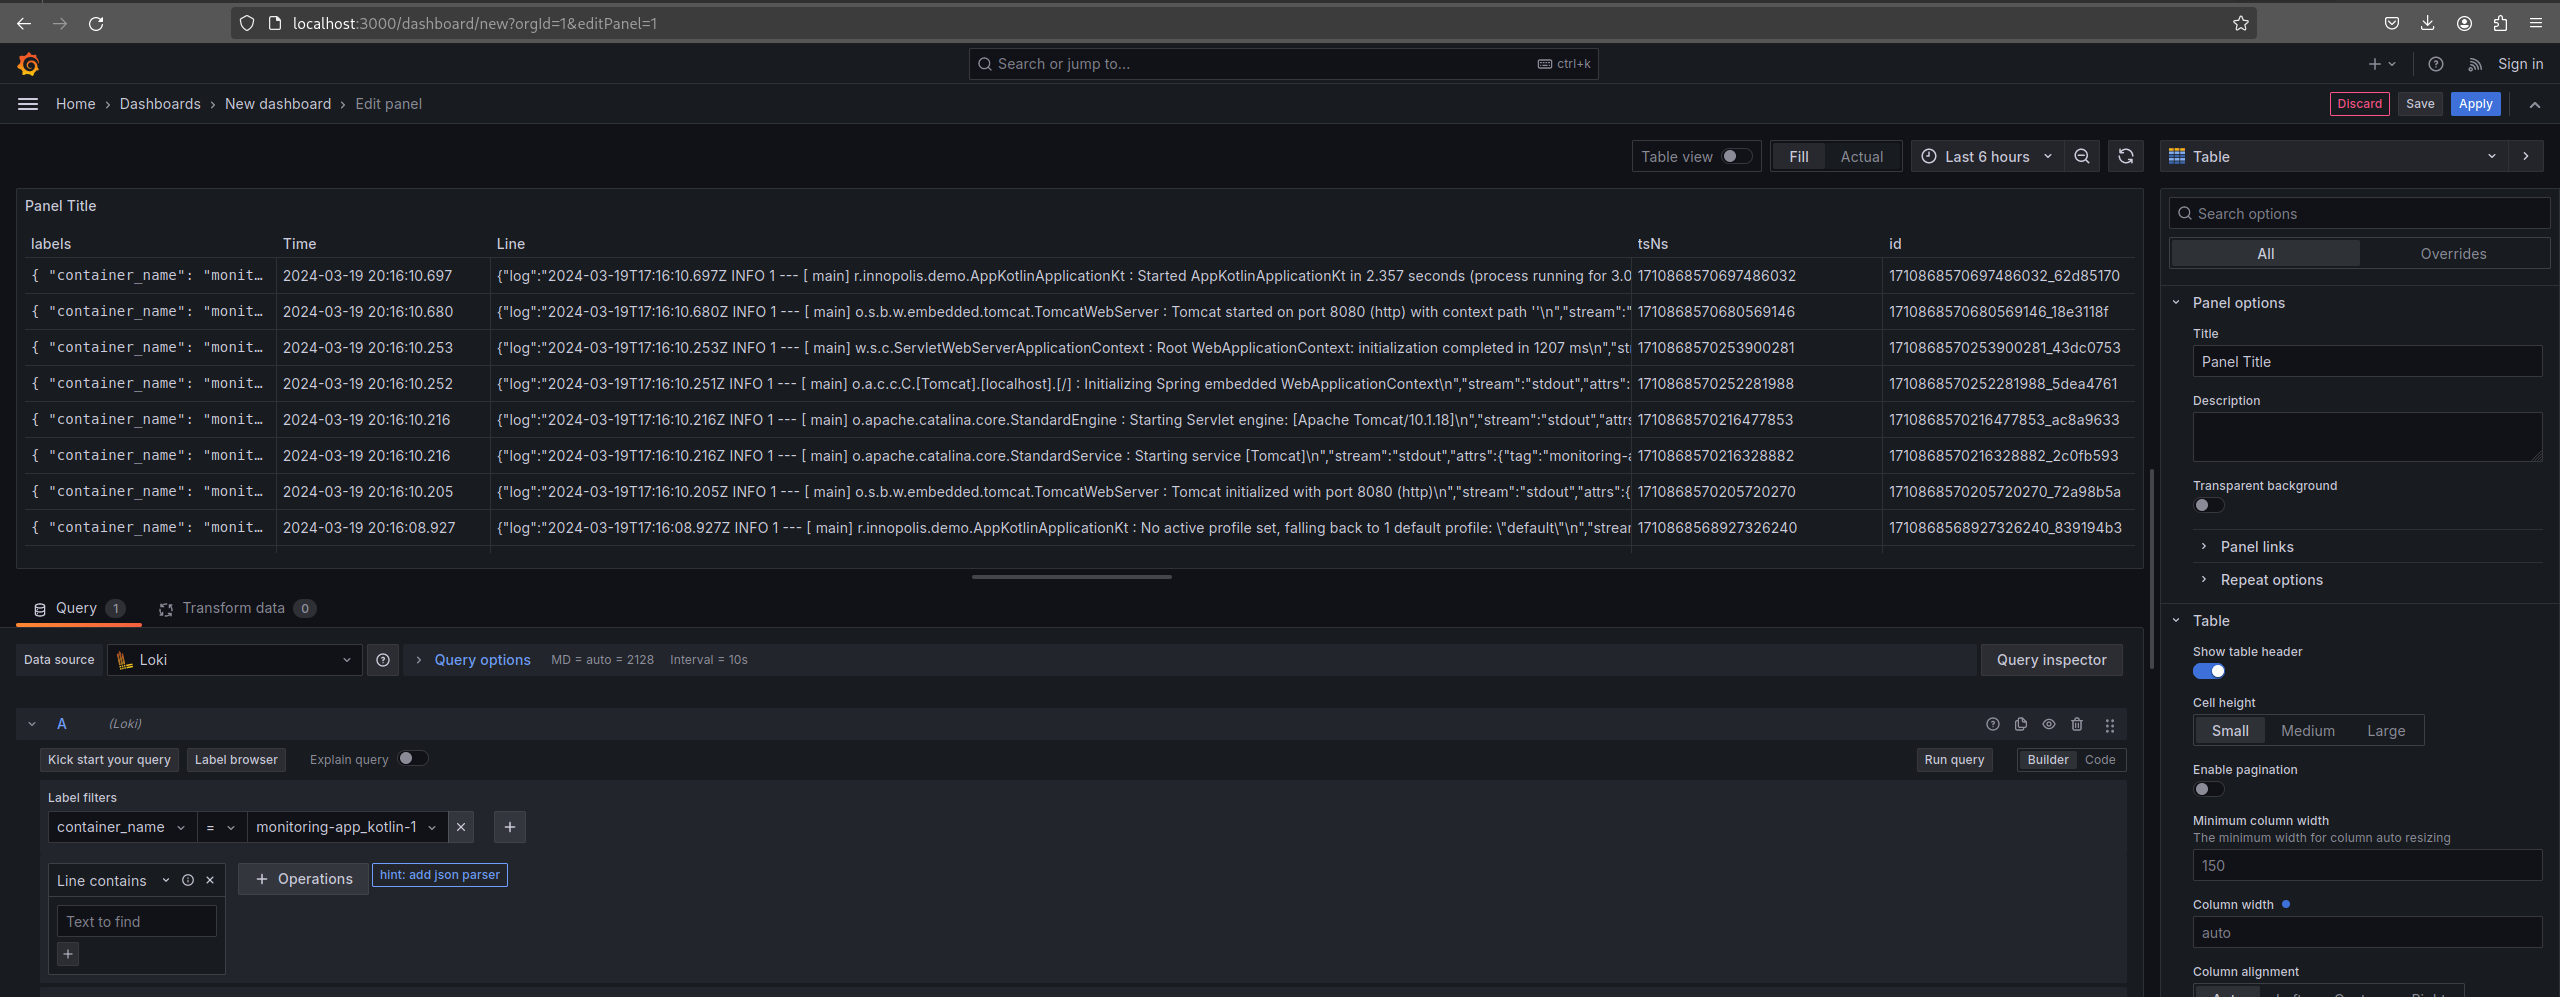 localhost:3000/dashboard/new?orgId=1&editPanel=1
Search or jump to... ctrl+k Sign in
Home › Dashboards › New dashboard › Edit panel Discard Save Apply
Table view Fill Actual Last 6 hours Table
Panel Title
labels Time Line tsNs id
{ "container_name": "monit… 2024-03-19 20:16:10.697 {"log":"2024-03-19T17:16:10.697Z INFO 1 --- [ main] r.innopolis.demo.AppKotlinApplicationKt : Started AppKotlinApplicationKt in 2.357 seconds (process running for 3.0 1710868570697486032 1710868570697486032_62d85170
{ "container_name": "monit… 2024-03-19 20:16:10.680 {"log":"2024-03-19T17:16:10.680Z INFO 1 --- [ main] o.s.b.w.embedded.tomcat.TomcatWebServer : Tomcat started on port 8080 (http) with context path ''\n","stream":" 1710868570680569146 1710868570680569146_18e3118f
{ "container_name": "monit… 2024-03-19 20:16:10.253 {"log":"2024-03-19T17:16:10.253Z INFO 1 --- [ main] w.s.c.ServletWebServerApplicationContext : Root WebApplicationContext: initialization completed in 1207 ms\n","st 1710868570253900281 1710868570253900281_43dc0753
{ "container_name": "monit… 2024-03-19 20:16:10.252 {"log":"2024-03-19T17:16:10.251Z INFO 1 --- [ main] o.a.c.c.C.[Tomcat].[localhost].[/] : Initializing Spring embedded WebApplicationContext\n","stream":"stdout","attrs": 1710868570252281988 1710868570252281988_5dea4761
{ "container_name": "monit… 2024-03-19 20:16:10.216 {"log":"2024-03-19T17:16:10.216Z INFO 1 --- [ main] o.apache.catalina.core.StandardEngine : Starting Servlet engine: [Apache Tomcat/10.1.18]\n","stream":"stdout","attrs 1710868570216477853 1710868570216477853_ac8a9633
{ "container_name": "monit… 2024-03-19 20:16:10.216 {"log":"2024-03-19T17:16:10.216Z INFO 1 --- [ main] o.apache.catalina.core.StandardService : Starting service [Tomcat]\n","stream":"stdout","attrs":{"tag":"monitoring-a 1710868570216328882 1710868570216328882_2c0fb593
{ "container_name": "monit… 2024-03-19 20:16:10.205 {"log":"2024-03-19T17:16:10.205Z INFO 1 --- [ main] o.s.b.w.embedded.tomcat.TomcatWebServer : Tomcat initialized with port 8080 (http)\n","stream":"stdout","attrs":{ 1710868570205720270 1710868570205720270_72a98b5a
{ "container_name": "monit… 2024-03-19 20:16:08.927 {"log":"2024-03-19T17:16:08.927Z INFO 1 --- [ main] r.innopolis.demo.AppKotlinApplicationKt : No active profile set, falling back to 1 default profile: \"default\"\n","strear 1710868568927326240 1710868568927326240_839194b3
Query 1 Transform data 0
Data source Loki Query options MD = auto = 2128 Interval = 10s Query inspector
A (Loki)
Kick start your query Label browser Explain query Run query Builder Code
Label filters
container_name = monitoring-app_kotlin-1
Line contains + Operations hint: add json parser
Text to find
+
Search options
All Overrides
Panel options
Title
Panel Title
Description
Transparent background
Panel links
Repeat options
Table
Show table header
Cell height
Small Medium Large
Enable pagination
Minimum column width
The minimum width for column auto resizing
150
Column width
auto
Column alignment